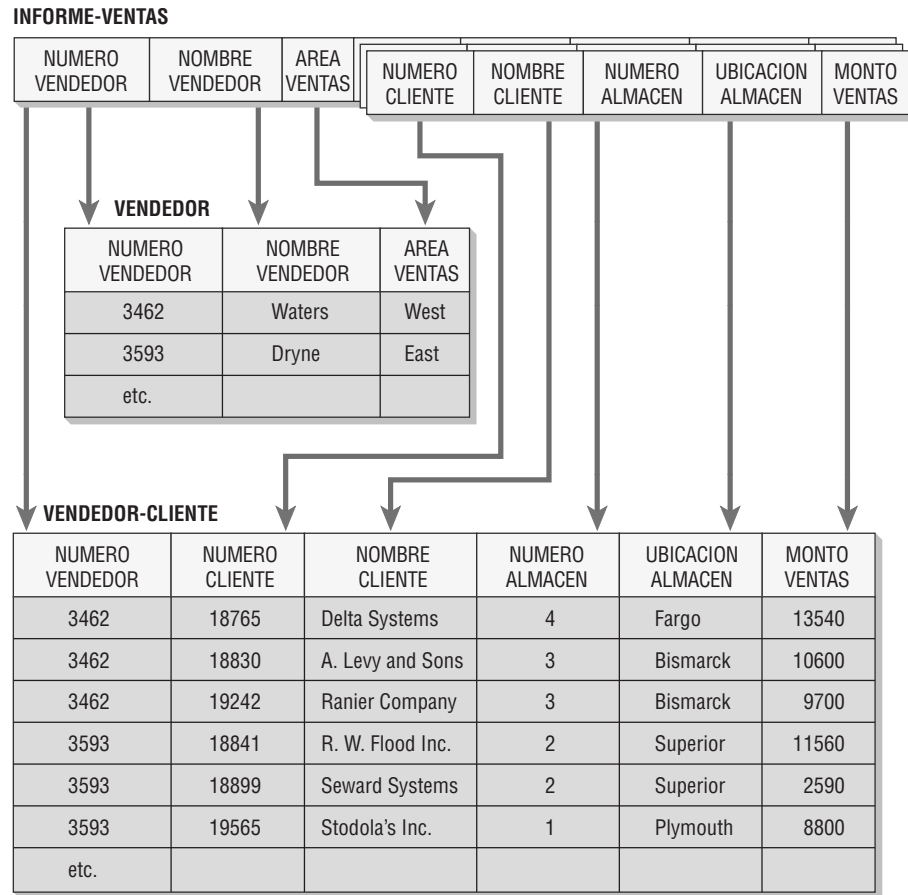 INFORME-VENTAS
NUMERO VENDEDOR NOMBRE VENDEDOR AREA VENTAS NUMERO CLIENTE NOMBRE CLIENTE NUMERO ALMACEN UBICACION ALMACEN MONTO VENTAS
VENDEDOR
NUMERO VENDEDOR NOMBRE VENDEDOR AREA VENTAS
3462 Waters West
3593 Dryne East
etc.
VENDEDOR-CLIENTE
NUMERO VENDEDOR NUMERO CLIENTE NOMBRE CLIENTE NUMERO ALMACEN UBICACION ALMACEN MONTO VENTAS
3462 18765 Delta Systems 4 Fargo 13540
3462 18830 A. Levy and Sons 3 Bismarck 10600
3462 19242 Ranier Company 3 Bismarck 9700
3593 18841 R. W. Flood Inc. 2 Superior 11560
3593 18899 Seward Systems 2 Superior 2590
3593 19565 Stodola's Inc. 1 Plymouth 8800
etc.